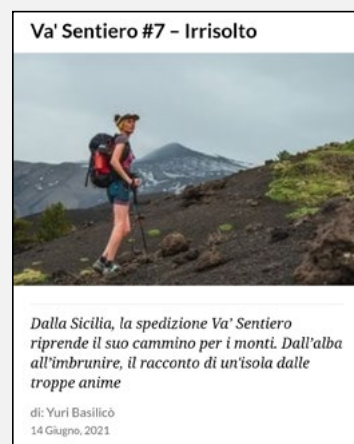 Va' Sentiero #7 – Irrisolto
Dalla Sicilia, la spedizione Va' Sentiero
riprende il suo cammino per i monti. Dall'alba
all'imbrunire, il racconto di un'isola dalle
troppe anime
di: Yuri Basilicò
14 Giugno, 2021